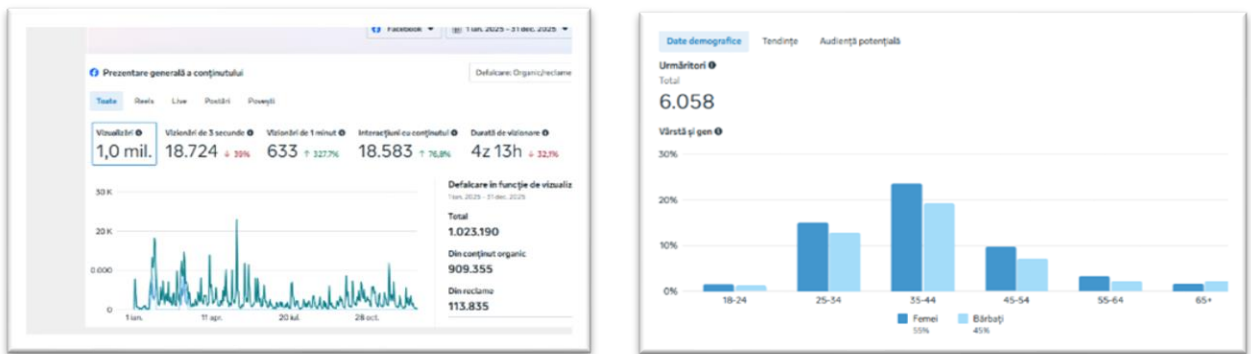 Facebook 1 ian. 2025 - 31 dec. 2025
Prezentare generală a conținutului
Defalcare: Organic/reclame
Toate Reels Live Postări Povești
Vizualizări Vizionări de 3 secunde Vizionări de 1 minut Interacțiuni cu conținutul Durată de vizionare
1,0 mil. 18.724 ↓ 39% 633 ↑ 327,7% 18.583 ↑ 76,8% 4z 13h ↓ 32,1%
Defalcare în funcție de vizualiz
1 ian. 2025 - 31 dec. 2025
30 K
Total
1.023.190
20 K
Din conținut organic
909.355
0.000
Din reclame
113.835
0
1 ian. 11 apr. 20 iul. 28 oct.
Date demografice Tendințe Audiență potențială
Urmăritori
Total
6.058
Vârstă și gen
30%
20%
10%
0%
18-24 25-34 35-44 45-54 55-64 65+
Femei Bărbați
55% 45%